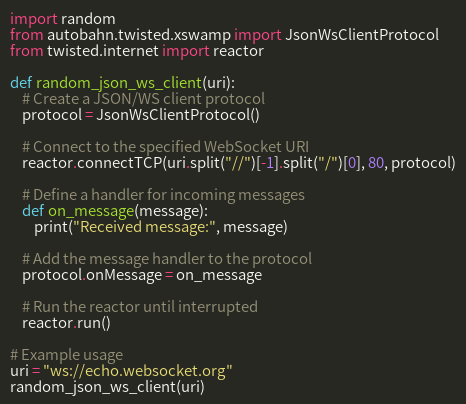 import random
from autobahn.twisted.xswamp import JsonWsClientProtocol
from twisted.internet import reactor

def random_json_ws_client(uri):
    # Create a JSON/WS client protocol
    protocol = JsonWsClientProtocol()

    # Connect to the specified WebSocket URI
    reactor.connectTCP(uri.split("//")[-1].split("/")[0], 80, protocol)

    # Define a handler for incoming messages
    def on_message(message):
        print("Received message:", message)

    # Add the message handler to the protocol
    protocol.onMessage = on_message

    # Run the reactor until interrupted
    reactor.run()

# Example usage
uri = "ws://echo.websocket.org"
random_json_ws_client(uri)